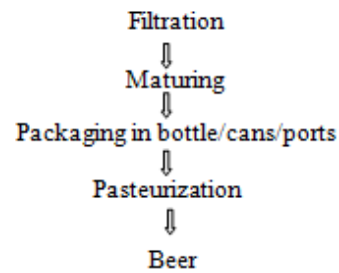 Filtration
Maturing
Packaging in bottle/cans/ports
Pasteurization
Beer